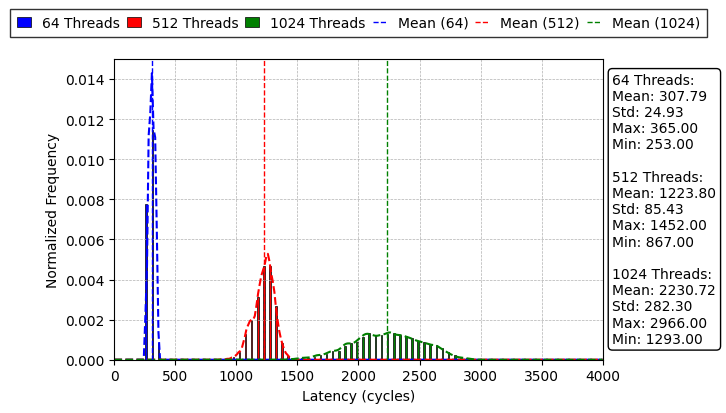 64 Threads 512 Threads 1024 Threads Mean (64) Mean (512) Mean (1024)
0.014
0.012
0.010
0.008
0.006
0.004
0.002
0.000
Normalized Frequency
0 500 1000 1500 2000 2500 3000 3500 4000
Latency (cycles)
64 Threads:
Mean: 307.79
Std: 24.93
Max: 365.00
Min: 253.00
512 Threads:
Mean: 1223.80
Std: 85.43
Max: 1452.00
Min: 867.00
1024 Threads:
Mean: 2230.72
Std: 282.30
Max: 2966.00
Min: 1293.00